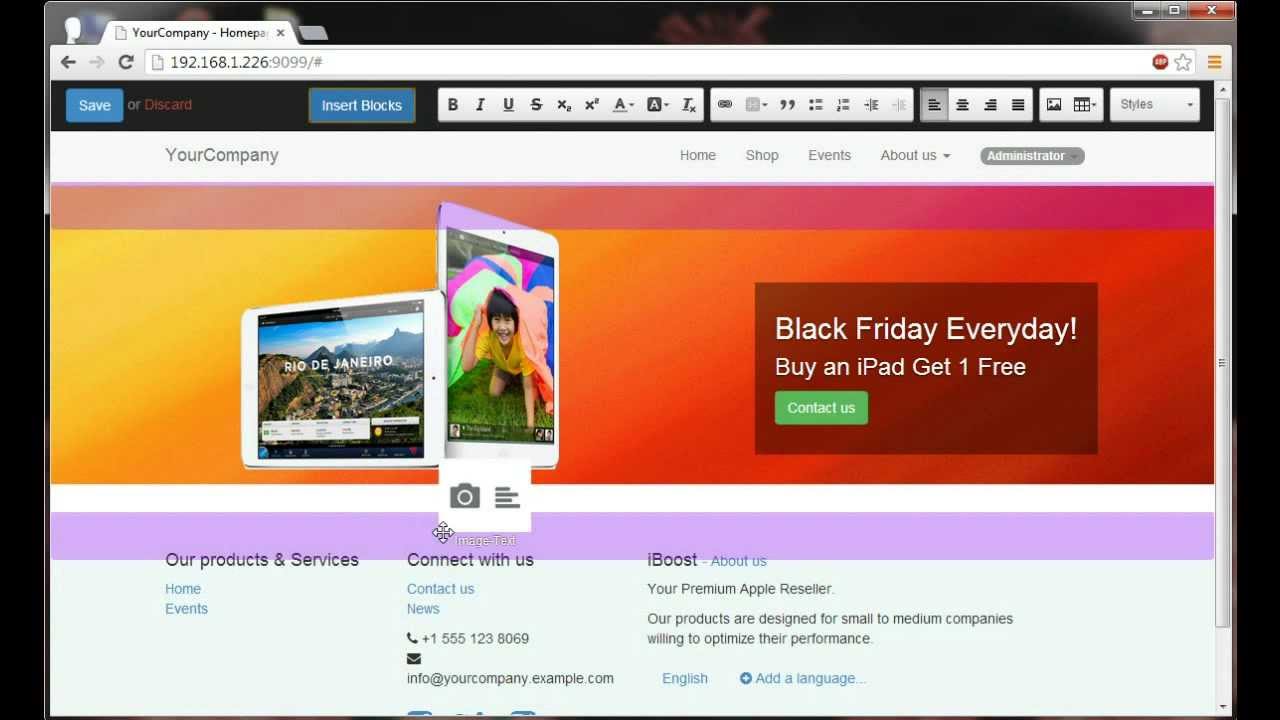 YourCompany - Homepa
192.168.1.226:9099/#
ABP
Save or Discard Insert Blocks Styles
YourCompany Home Shop Events About us Administrator
RIO DE JANEIRO
Black Friday Everyday!
Buy an iPad Get 1 Free
Contact us
Image-Text
Our products & Services
Home
Events
Connect with us
Contact us
News
+1 555 123 8069
info@yourcompany.example.com
iBoost - About us
Your Premium Apple Reseller.
Our products are designed for small to medium companies
willing to optimize their performance.
English Add a language...